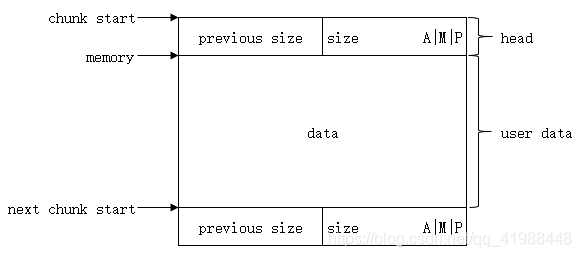 chunk start
previous size size A|M|P head
memory
data user data
next chunk start
previous size size A|M|P
https://blog.csdn.net/qq_41988448